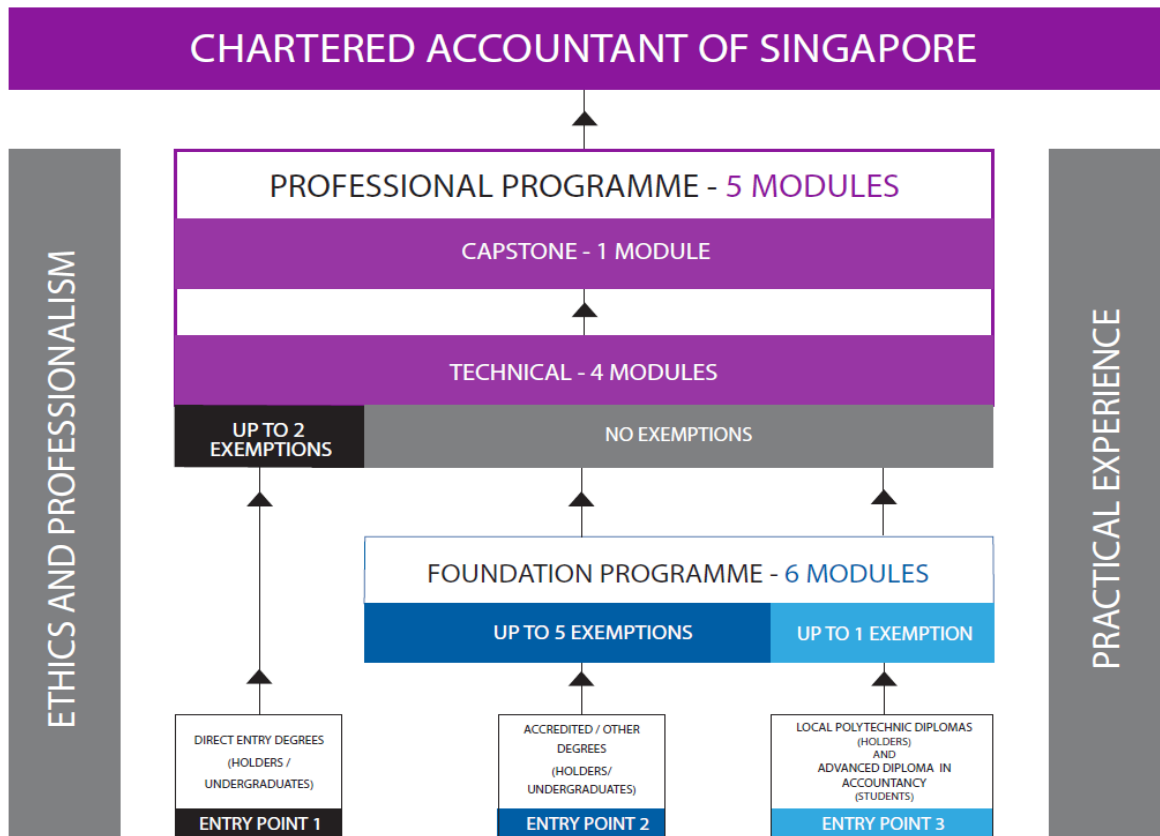 CHARTERED ACCOUNTANT OF SINGAPORE
ETHICS AND PROFESSIONALISM
PROFESSIONAL PROGRAMME - 5 MODULES
CAPSTONE - 1 MODULE
TECHNICAL - 4 MODULES
UP TO 2
EXEMPTIONS
NO EXEMPTIONS
FOUNDATION PROGRAMME - 6 MODULES
UP TO 5 EXEMPTIONS
UP TO 1 EXEMPTION
DIRECT ENTRY DEGREES
(HOLDERS /
UNDERGRADUATES)
ENTRY POINT 1
ACCREDITED / OTHER
DEGREES
(HOLDERS/
UNDERGRADUATES)
ENTRY POINT 2
LOCAL POLYTECHNIC DIPLOMAS
(HOLDERS)
AND
ADVANCED DIPLOMA IN
ACCOUNTANCY
(STUDENTS)
ENTRY POINT 3
PRACTICAL EXPERIENCE